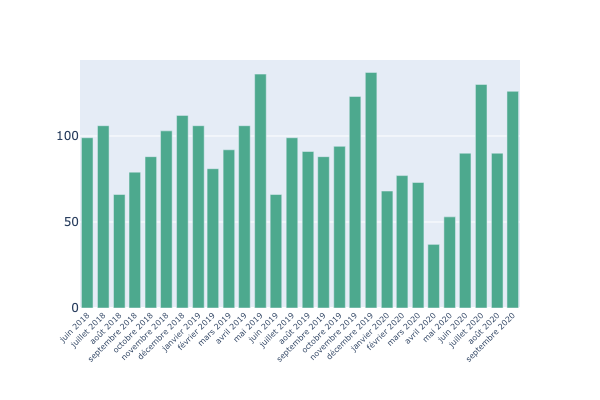 100
50
0
juin 2018
juillet 2018
août 2018
septembre 2018
octobre 2018
novembre 2018
décembre 2018
janvier 2019
février 2019
mars 2019
avril 2019
mai 2019
juin 2019
juillet 2019
août 2019
septembre 2019
octobre 2019
novembre 2019
décembre 2019
janvier 2020
février 2020
mars 2020
avril 2020
mai 2020
juin 2020
juillet 2020
août 2020
septembre 2020